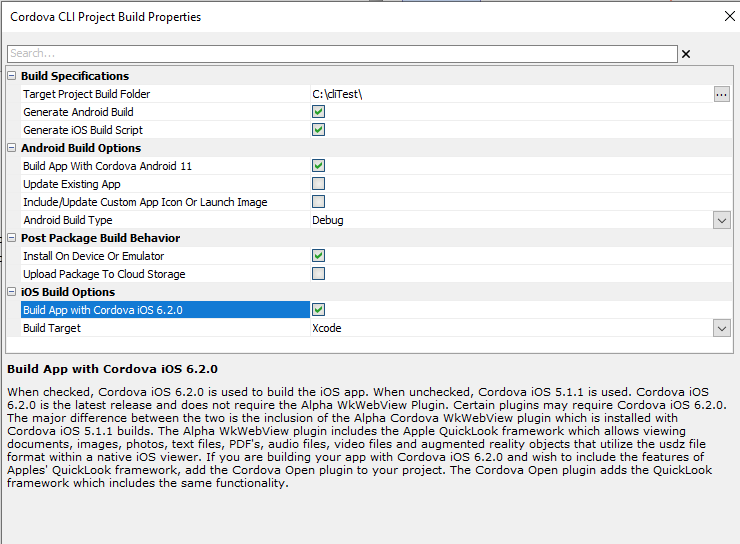 Cordova CLI Project Build Properties
Search...
Build Specifications
Target Project Build Folder C:\cliTest\
Generate Android Build
Generate iOS Build Script
Android Build Options
Build App With Cordova Android 11
Update Existing App
Include/Update Custom App Icon Or Launch Image
Android Build Type Debug
Post Package Build Behavior
Install On Device Or Emulator
Upload Package To Cloud Storage
iOS Build Options
Build App with Cordova iOS 6.2.0
Build Target Xcode
Build App with Cordova iOS 6.2.0
When checked, Cordova iOS 6.2.0 is used to build the iOS app. When unchecked, Cordova iOS 5.1.1 is used. Cordova iOS
6.2.0 is the latest release and does not require the Alpha WkWebView Plugin. Certain plugins may require Cordova iOS 6.2.0.
The major difference between the two is the inclusion of the Alpha Cordova WkWebView plugin which is installed with
Cordova iOS 5.1.1 builds. The Alpha WkWebView plugin includes the Apple QuickLook framework which allows viewing
documents, images, photos, text files, PDF's, audio files, video files and augmented reality objects that utilize the usdz file
format within a native iOS viewer. If you are building your app with Cordova iOS 6.2.0 and wish to include the features of
Apples' QuickLook framework, add the Cordova Open plugin to your project. The Cordova Open plugin adds the QuickLook
framework which includes the same functionality.